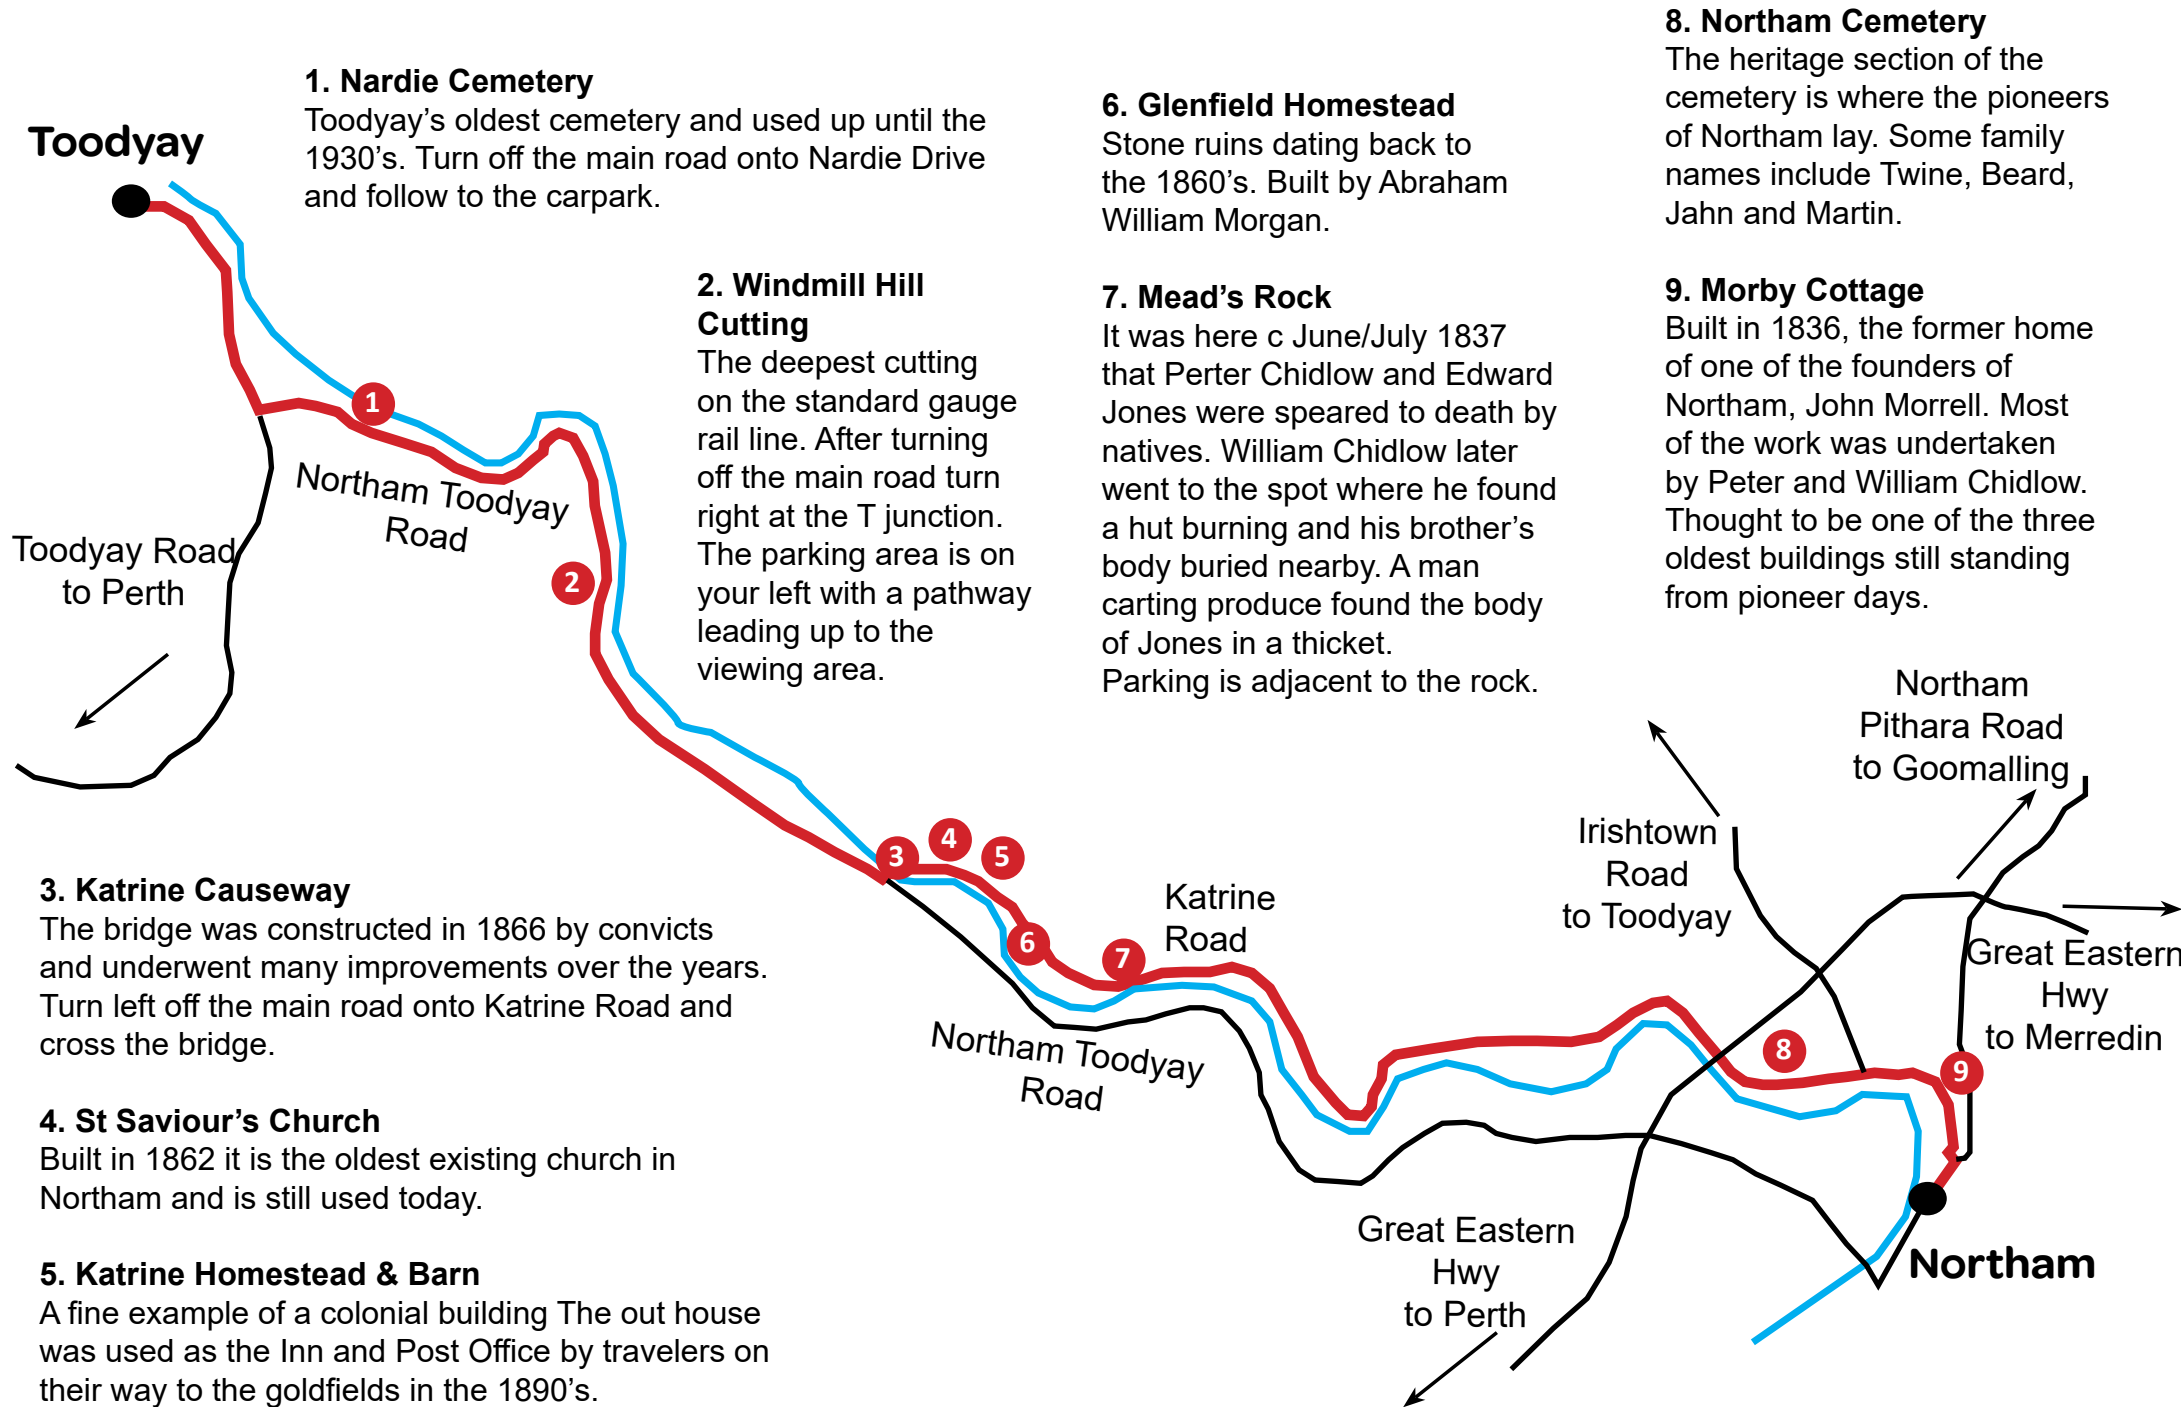 Toodyay
1. Nardie Cemetery
Toodyay’s oldest cemetery and used up until the
1930’s. Turn off the main road onto Nardie Drive
and follow to the carpark.
2. Windmill Hill
Cutting
The deepest cutting
on the standard gauge
rail line. After turning
off the main road turn
right at the T junction.
The parking area is on
your left with a pathway
leading up to the
viewing area.
6. Glenfield Homestead
Stone ruins dating back to
the 1860’s. Built by Abraham
William Morgan.
7. Mead’s Rock
It was here c June/July 1837
that Perter Chidlow and Edward
Jones were speared to death by
natives. William Chidlow later
went to the spot where he found
a hut burning and his brother’s
body buried nearby. A man
carting produce found the body
of Jones in a thicket.
Parking is adjacent to the rock.
8. Northam Cemetery
The heritage section of the
cemetery is where the pioneers
of Northam lay. Some family
names include Twine, Beard,
Jahn and Martin.
9. Morby Cottage
Built in 1836, the former home
of one of the founders of
Northam, John Morrell. Most
of the work was undertaken
by Peter and William Chidlow.
Thought to be one of the three
oldest buildings still standing
from pioneer days.
1
Northam Toodyay
Road
Toodyay Road
to Perth
2
3
4
5
6
7
Katrine
Road
Northam Toodyay
Road
Irishtown
Road
to Toodyay
Northam
Pithara Road
to Goomalling
Great Eastern
Hwy
to Merredin
8
9
Great Eastern
Hwy
to Perth
Northam
3. Katrine Causeway
The bridge was constructed in 1866 by convicts
and underwent many improvements over the years.
Turn left off the main road onto Katrine Road and
cross the bridge.
4. St Saviour’s Church
Built in 1862 it is the oldest existing church in
Northam and is still used today.
5. Katrine Homestead & Barn
A fine example of a colonial building The out house
was used as the Inn and Post Office by travelers on
their way to the goldfields in the 1890’s.